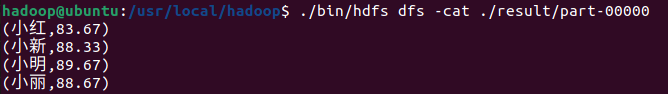 hadoop@ubuntu:/usr/local/hadoop$ ./bin/hdfs dfs -cat ./result/part-00000
(小红,83.67)
(小新,88.33)
(小明,89.67)
(小丽,88.67)